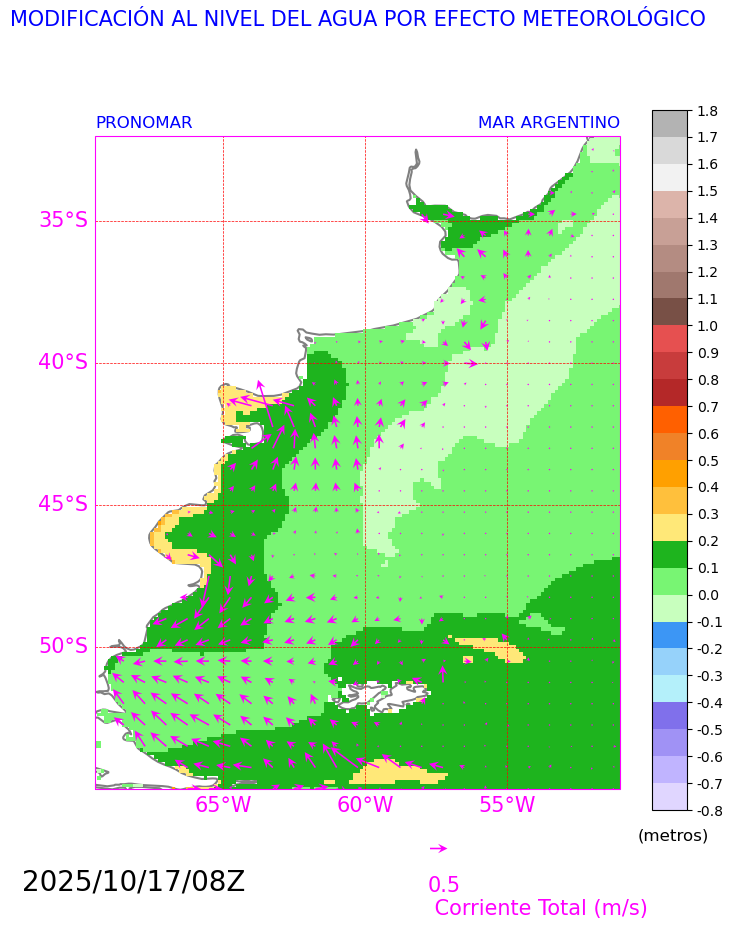 MODIFICACIÓN AL NIVEL DEL AGUA POR EFECTO METEOROLÓGICO
PRONOMAR MAR ARGENTINO
1.8
1.7
1.6
1.5
1.4
1.3
1.2
1.1
1.0
0.9
0.8
0.7
0.6
0.5
0.4
0.3
0.2
0.1
0.0
-0.1
-0.2
-0.3
-0.4
-0.5
-0.6
-0.7
-0.8
(metros)
35°S
40°S
45°S
50°S
65°W 60°W 55°W
2025/10/17/08Z
0.5
Corriente Total (m/s)